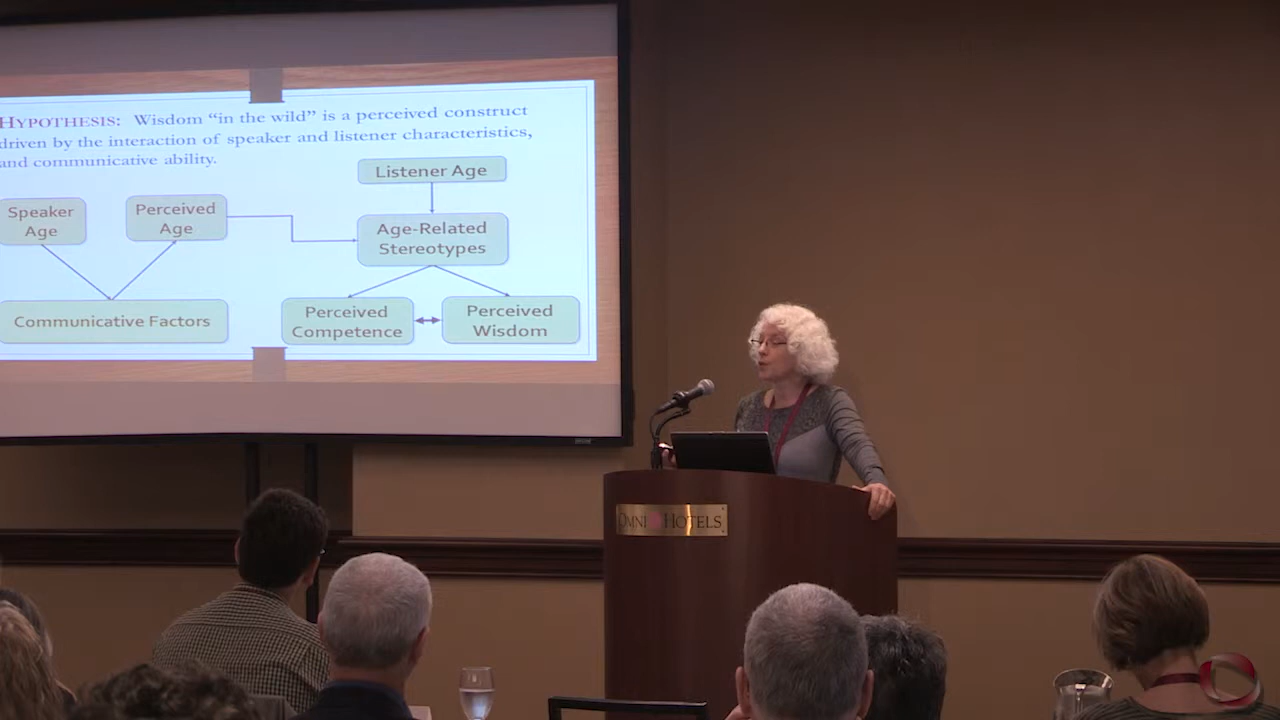 HYPOTHESIS: Wisdom “in the wild” is a perceived construct
driven by the interaction of speaker and listener characteristics,
and communicative ability.
Listener Age
Speaker
Age
Perceived
Age
Age-Related
Stereotypes
Communicative Factors
Perceived
Competence
Perceived
Wisdom
OMNI HOTELS